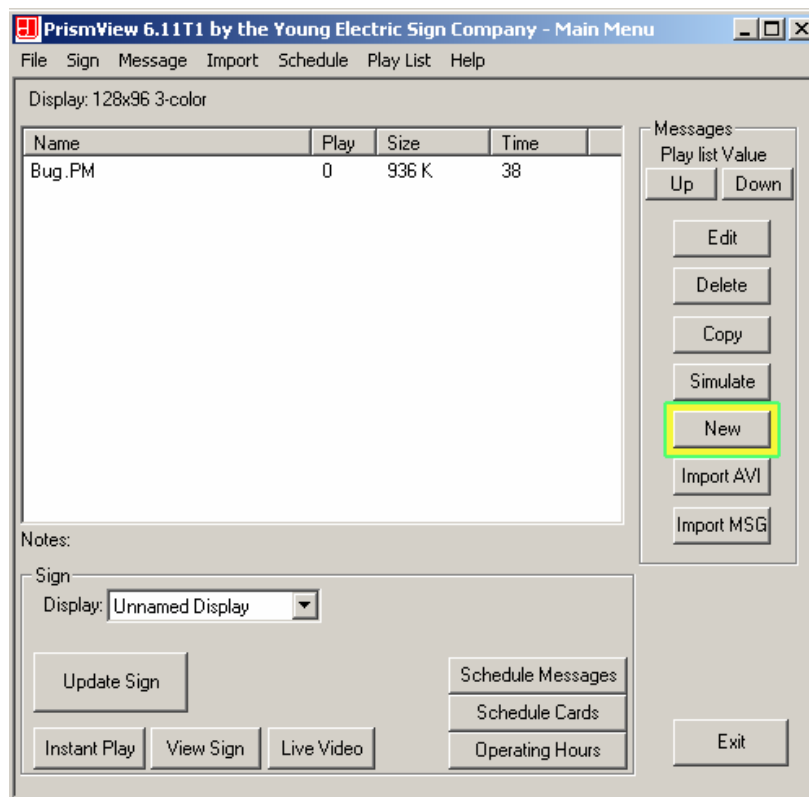 PrismView 6.11T1 by the Young Electric Sign Company - Main Menu
File Sign Message Import Schedule Play List Help
Display: 128x96 3-color
Name Play Size Time
Bug.PM 0 936 K 38
Messages
Play list Value
Up Down
Edit
Delete
Copy
Simulate
New
Import AVI
Import MSG
Notes:
Sign
Display: Unnamed Display
Update Sign
Schedule Messages
Schedule Cards
Instant Play View Sign Live Video Operating Hours
Exit